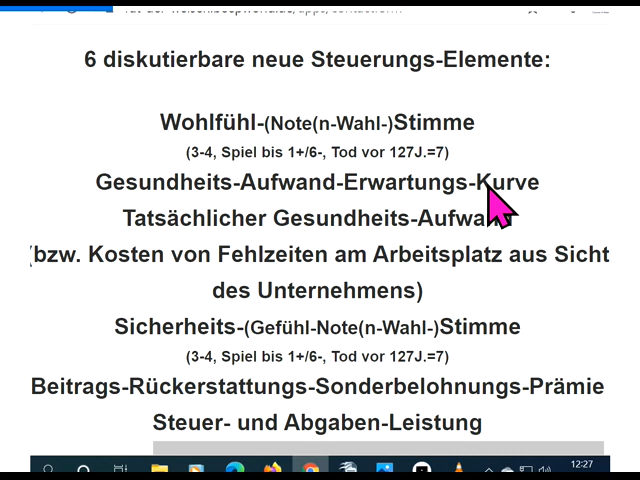 6 diskutierbare neue Steuerungs-Elemente:
Wohlfühl-(Note(n-Wahl-)Stimme
(3-4, Spiel bis 1+/6-, Tod vor 127J.=7)
Gesundheits-Aufwand-Erwartungs-Kurve
Tatsächlicher Gesundheits-Aufwand
(bzw. Kosten von Fehlzeiten am Arbeitsplatz aus Sicht
des Unternehmens)
Sicherheits-(Gefühl-Note(n-Wahl-)Stimme
(3-4, Spiel bis 1+/6-, Tod vor 127J.=7)
Beitrags-Rückerstattungs-Sonderbelohnungs-Prämie
Steuer- und Abgaben-Leistung
12:27